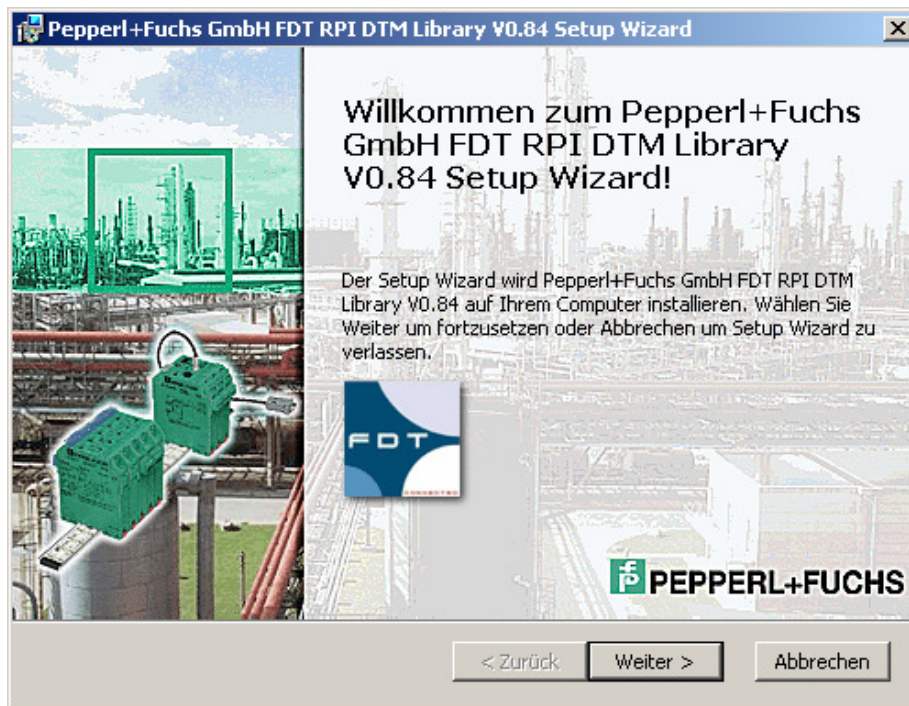 Pepperl+Fuchs GmbH FDT RPI DTM Library V0.84 Setup Wizard
Willkommen zum Pepperl+Fuchs
GmbH FDT RPI DTM Library
V0.84 Setup Wizard!
Der Setup Wizard wird Pepperl+Fuchs GmbH FDT RPI DTM
Library V0.84 auf Ihrem Computer installieren. Wählen Sie
Weiter um fortzusetzen oder Abbrechen um Setup Wizard zu
verlassen.
FDT
CONNECTED
PEPPERL+FUCHS
< Zurück Weiter > Abbrechen